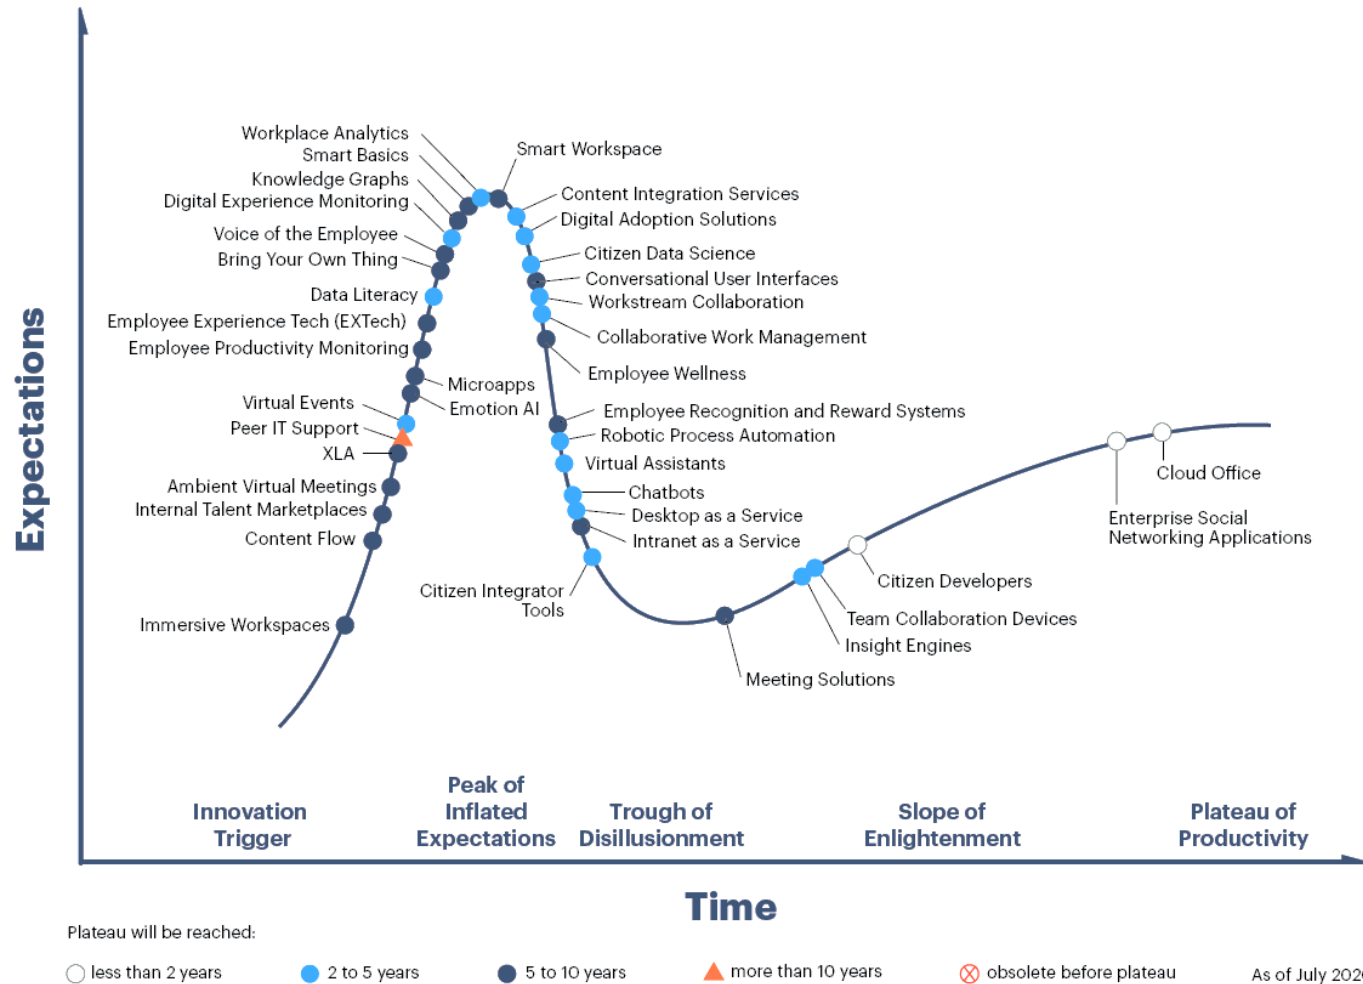 Workplace Analytics
Smart Basics
Knowledge Graphs
Digital Experience Monitoring
Voice of the Employee
Bring Your Own Thing
Data Literacy
Employee Experience Tech (EXTech)
Employee Productivity Monitoring
Microapps
Emotion AI
Virtual Events
Peer IT Support
XLA
Ambient Virtual Meetings
Internal Talent Marketplaces
Content Flow
Immersive Workspaces
Smart Workspace
Content Integration Services
Digital Adoption Solutions
Citizen Data Science
Conversational User Interfaces
Workstream Collaboration
Collaborative Work Management
Employee Wellness
Employee Recognition and Reward Systems
Robotic Process Automation
Virtual Assistants
Chatbots
Desktop as a Service
Intranet as a Service
Citizen Integrator
Tools
Meeting Solutions
Insight Engines
Team Collaboration Devices
Citizen Developers
Enterprise Social
Networking Applications
Cloud Office
Expectations
Innovation
Trigger
Peak of
Inflated
Expectations
Trough of
Disillusionment
Slope of
Enlightenment
Plateau of
Productivity
Time
Plateau will be reached:
less than 2 years
2 to 5 years
5 to 10 years
more than 10 years
obsolete before plateau
As of July